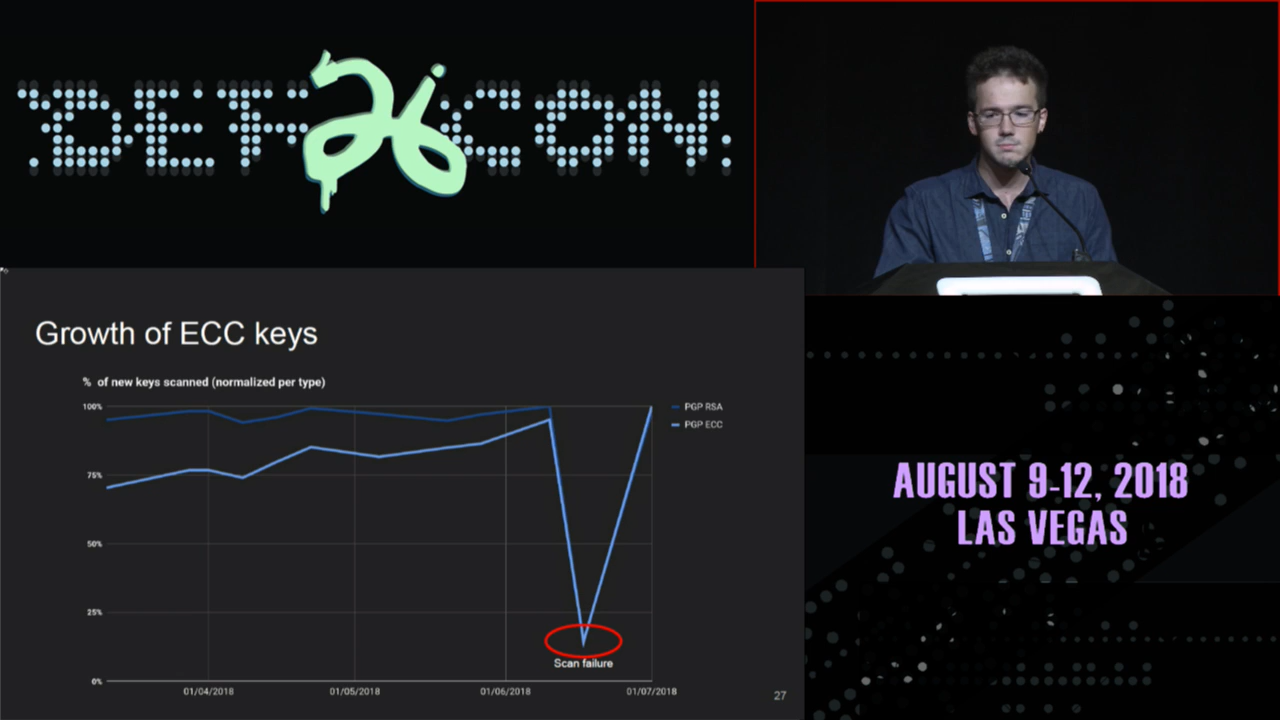 DEF 26 CON
Growth of ECC keys
% of new keys scanned (normalized per type)
100%
75%
50%
25%
0%
PGP RSA
PGP ECC
Scan failure
01/04/2018
01/05/2018
01/06/2018
01/07/2018
27
AUGUST 9-12, 2018
LAS VEGAS